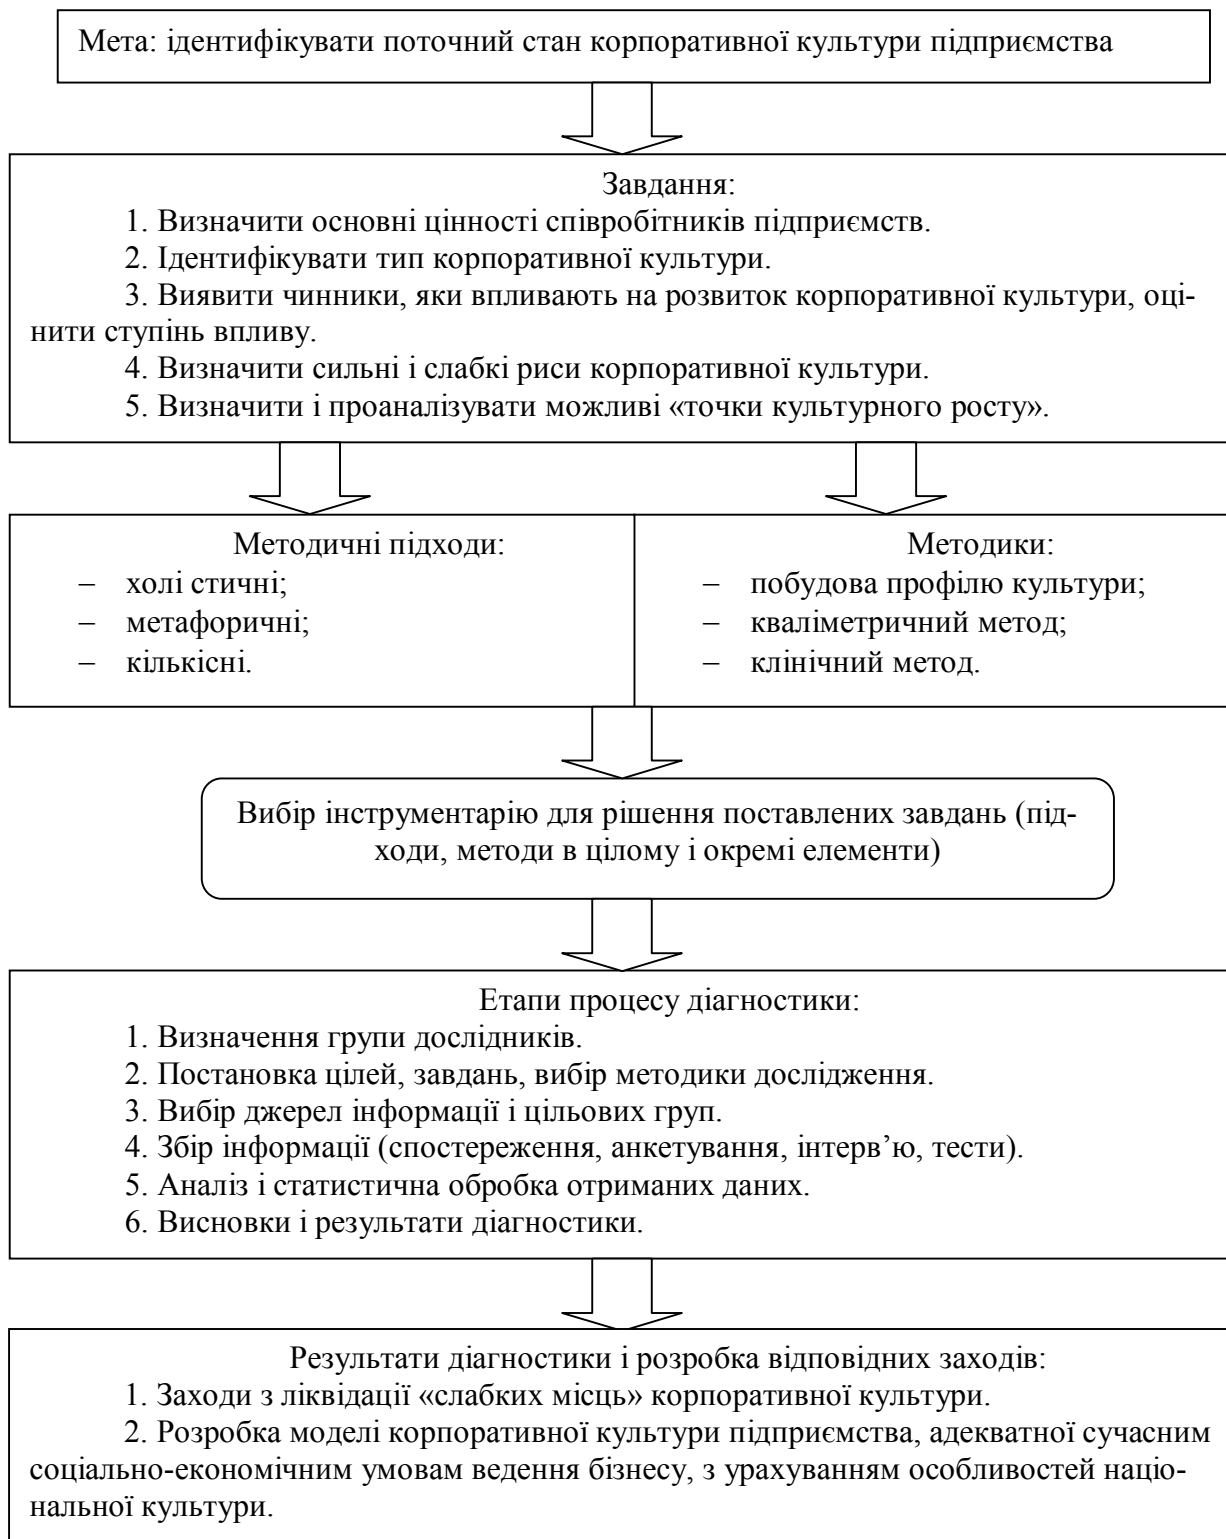 Мета: ідентифікувати поточний стан корпоративної культури підприємства
Завдання:
1. Визначити основні цінності співробітників підприємств.
2. Ідентифікувати тип корпоративної культури.
3. Виявити чинники, яки впливають на розвиток корпоративної культури, оці-
нити ступінь впливу.
4. Визначити сильні і слабкі риси корпоративної культури.
5. Визначити і проаналізувати можливі «точки культурного росту».
Методичні підходи:
– холі стичні;
– метафоричні;
– кількісні.
Методики:
– побудова профілю культури;
– кваліметричний метод;
– клінічний метод.
Вибір інструментарію для рішення поставлених завдань (під-
ходи, методи в цілому і окремі елементи)
Етапи процесу діагностики:
1. Визначення групи дослідників.
2. Постановка цілей, завдань, вибір методики дослідження.
3. Вибір джерел інформації і цільових груп.
4. Збір інформації (спостереження, анкетування, інтерв’ю, тести).
5. Аналіз і статистична обробка отриманих даних.
6. Висновки і результати діагностики.
Результати діагностики і розробка відповідних заходів:
1. Заходи з ліквідації «слабких місць» корпоративної культури.
2. Розробка моделі корпоративної культури підприємства, адекватної сучасним
соціально-економічним умовам ведення бізнесу, з урахуванням особливостей націо-
нальної культури.